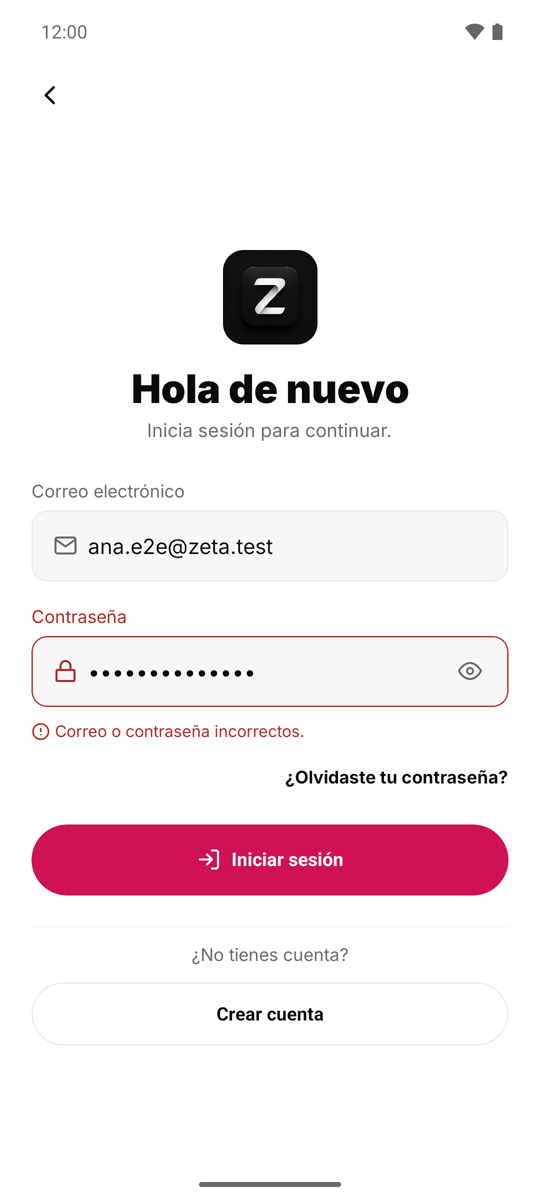 12:00
Z
Hola de nuevo
Inicia sesión para continuar.
Correo electrónico
ana.e2e@zeta.test
Contraseña
••••••••••••••
Correo o contraseña incorrectos.
¿Olvidaste tu contraseña?
Iniciar sesión
¿No tienes cuenta?
Crear cuenta